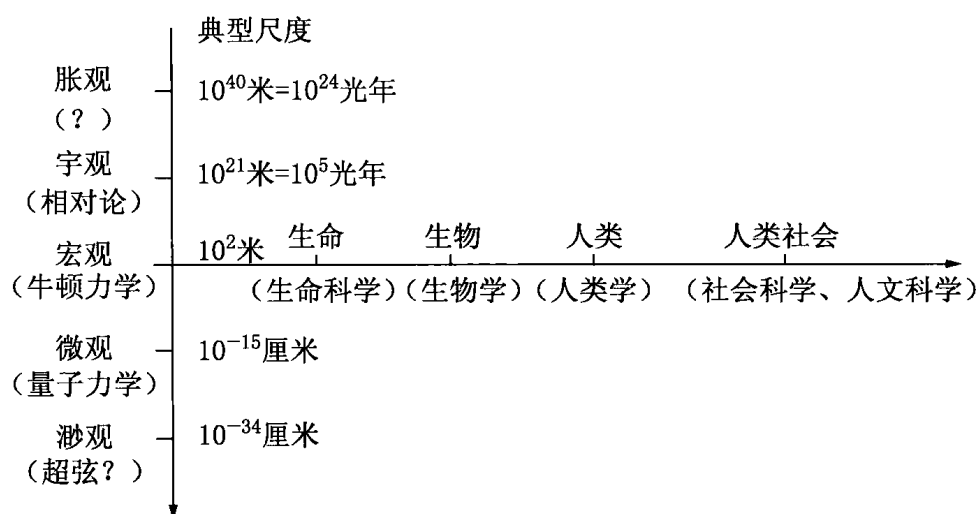 典型尺度
胀观
（？）
10⁴⁰米=10²⁴光年
宇观
（相对论）
10²¹米=10⁵光年
宏观
（牛顿力学）
10²米
生命
生物
人类
人类社会
（生命科学）（生物学）（人类学）
（社会科学、人文科学）
微观
（量子力学）
10⁻¹⁵厘米
渺观
（超弦？）
10⁻³⁴厘米